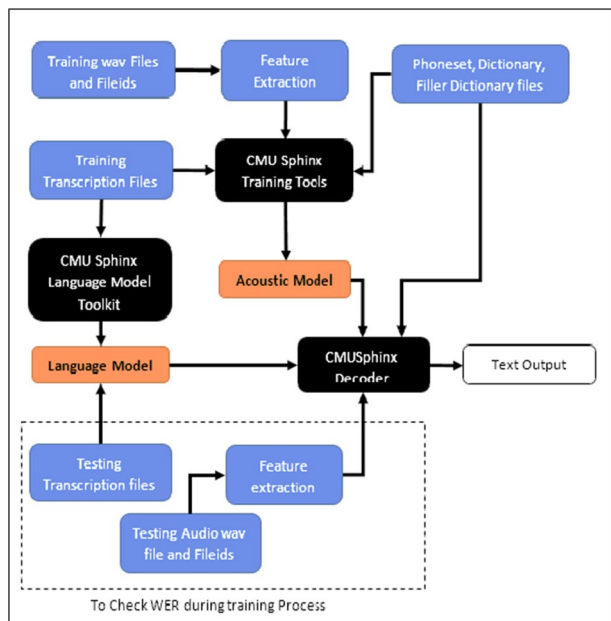 Training wav Files
and Fileids
Feature
Extraction
Phoneset, Dictionary,
Filler Dictionary files
Training
Transcription Files
CMU Sphinx
Training Tools
CMU Sphinx
Language Model
Toolkit
Acoustic Model
Language Model
CMUSphinx
Decoder
Text Output
Testing
Transcription files
Feature
extraction
Testing Audio wav
file and Fileids
To Check WER during training Process